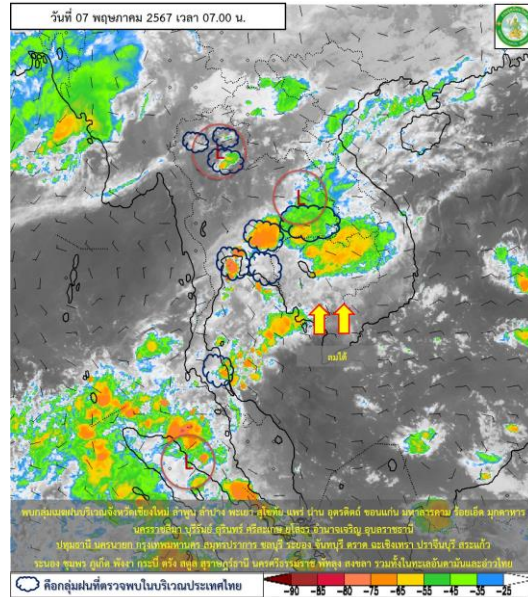 วันที่ 07 พฤษภาคม 2567 เวลา 07.00 น.
L
L
L
L
ลมใต้
พบกลุ่มเมฆฝนบริเวณจังหวัดเชียงใหม่ ลำพูน ลำปาง พะเยา สุโขทัย แพร่ น่าน อุตรดิตถ์ ขอนแก่น มหาสารคาม ร้อยเอ็ด มุกดาหาร
นครราชสีมา บุรีรัมย์ สุรินทร์ ศรีสะเกษ ยโสธร อำนาจเจริญ อุบลราชธานี
ปทุมธานี นครนายก กรุงเทพมหานคร สมุทรปราการ ชลบุรี ระยอง จันทบุรี ตราด ฉะเชิงเทรา ปราจีนบุรี สระแก้ว
ระนอง ชุมพร ภูเก็ต พังงา กระบี่ ตรัง สตูล สุราษฎร์ธานี นครศรีธรรมราช พัทลุง สงขลา รวมทั้งในทะเลอันดามันและอ่าวไทย
คือกลุ่มฝนที่ตรวจพบในบริเวณประเทศไทย
-90 -85 -80 -75 -70 -65 -60 -55 -50 -45 -40 -35 -25